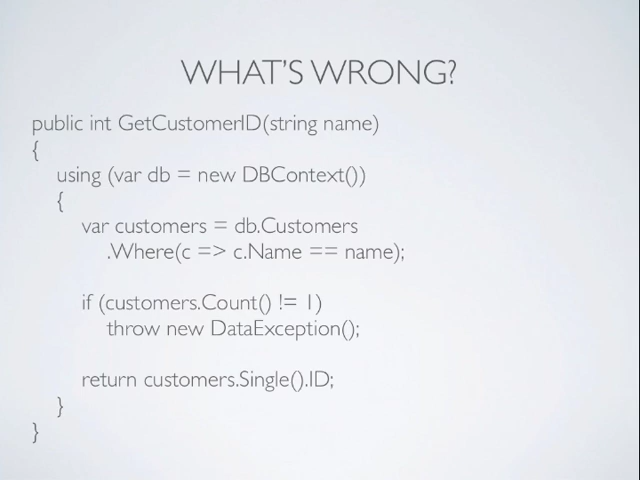 WHAT'S WRONG?
public int GetCustomerID(string name)
{
using (var db = new DBContext())
{
var customers = db.Customers
.Where(c => c.Name == name);
if (customers.Count() != 1)
throw new DataException();
return customers.Single().ID;
}
}